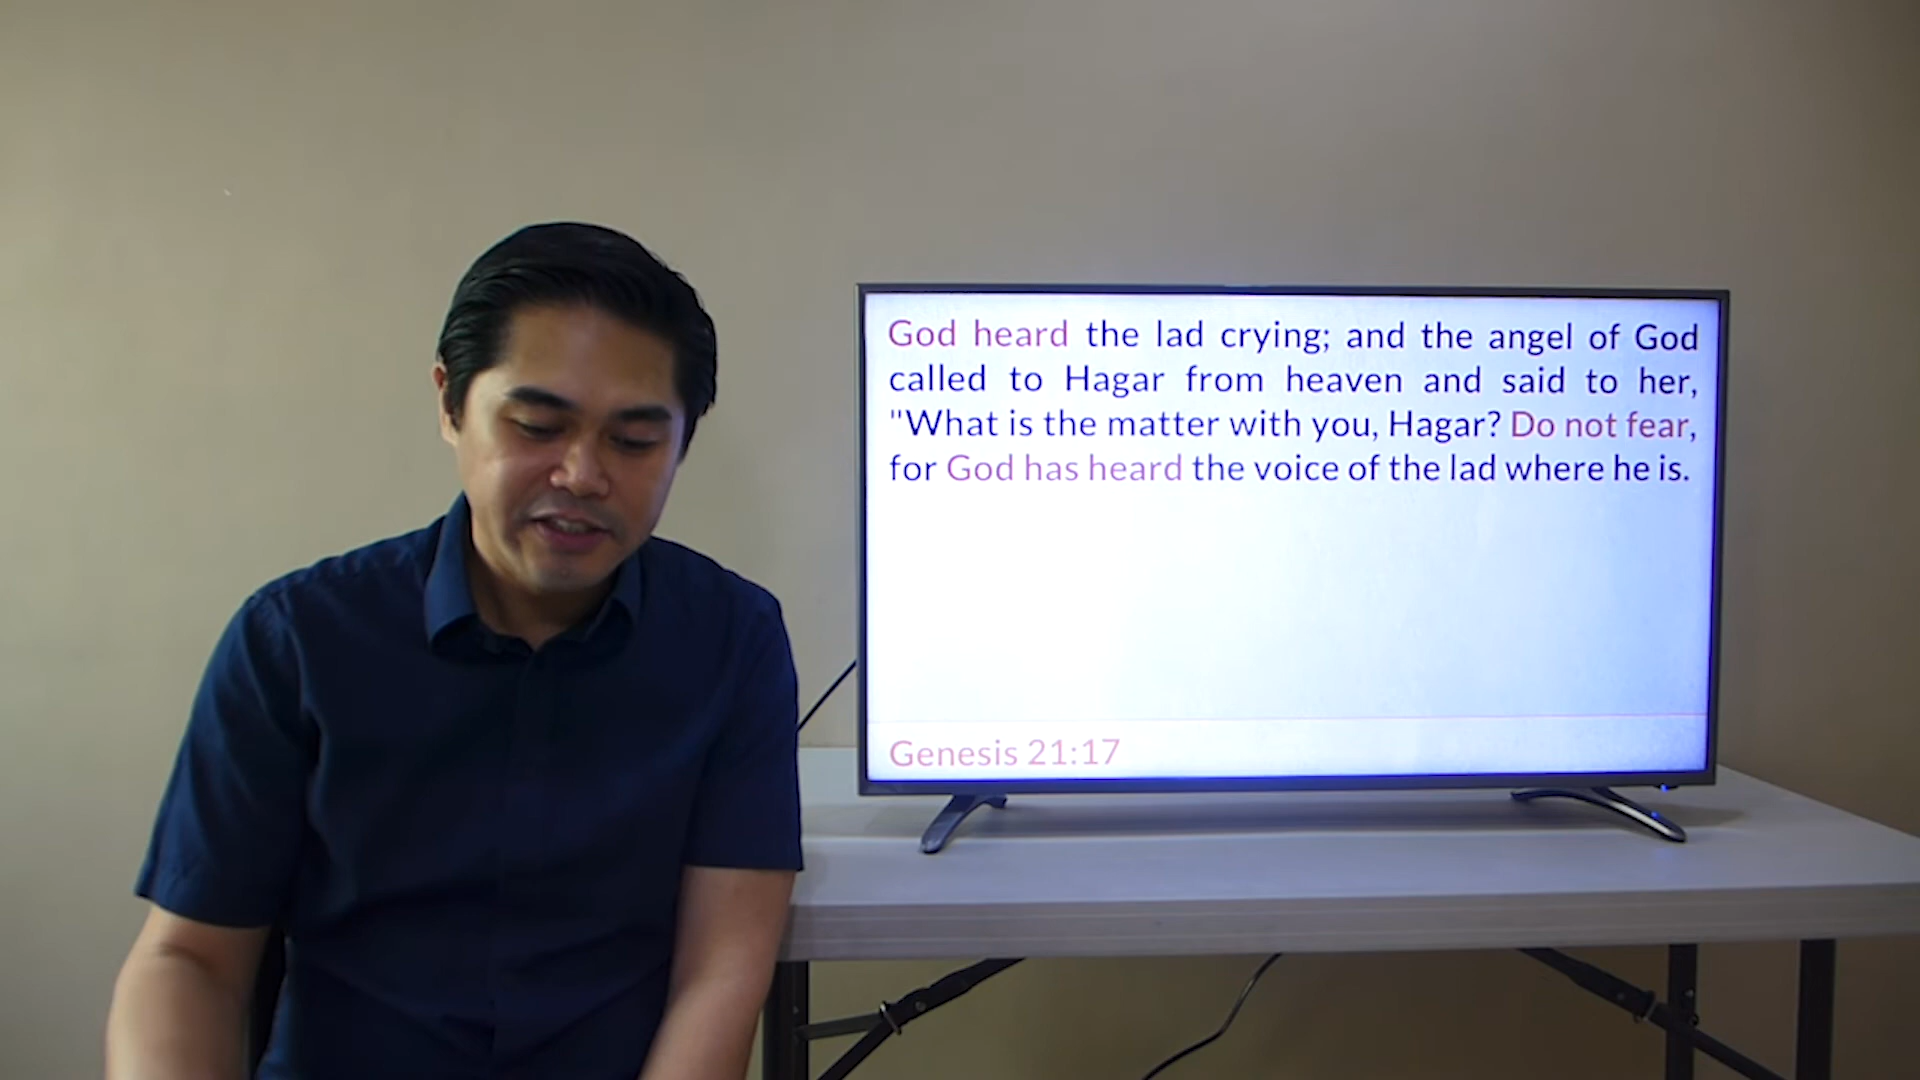 God heard the lad crying; and the angel of God
called to Hagar from heaven and said to her,
"What is the matter with you, Hagar? Do not fear,
for God has heard the voice of the lad where he is.
Genesis 21:17